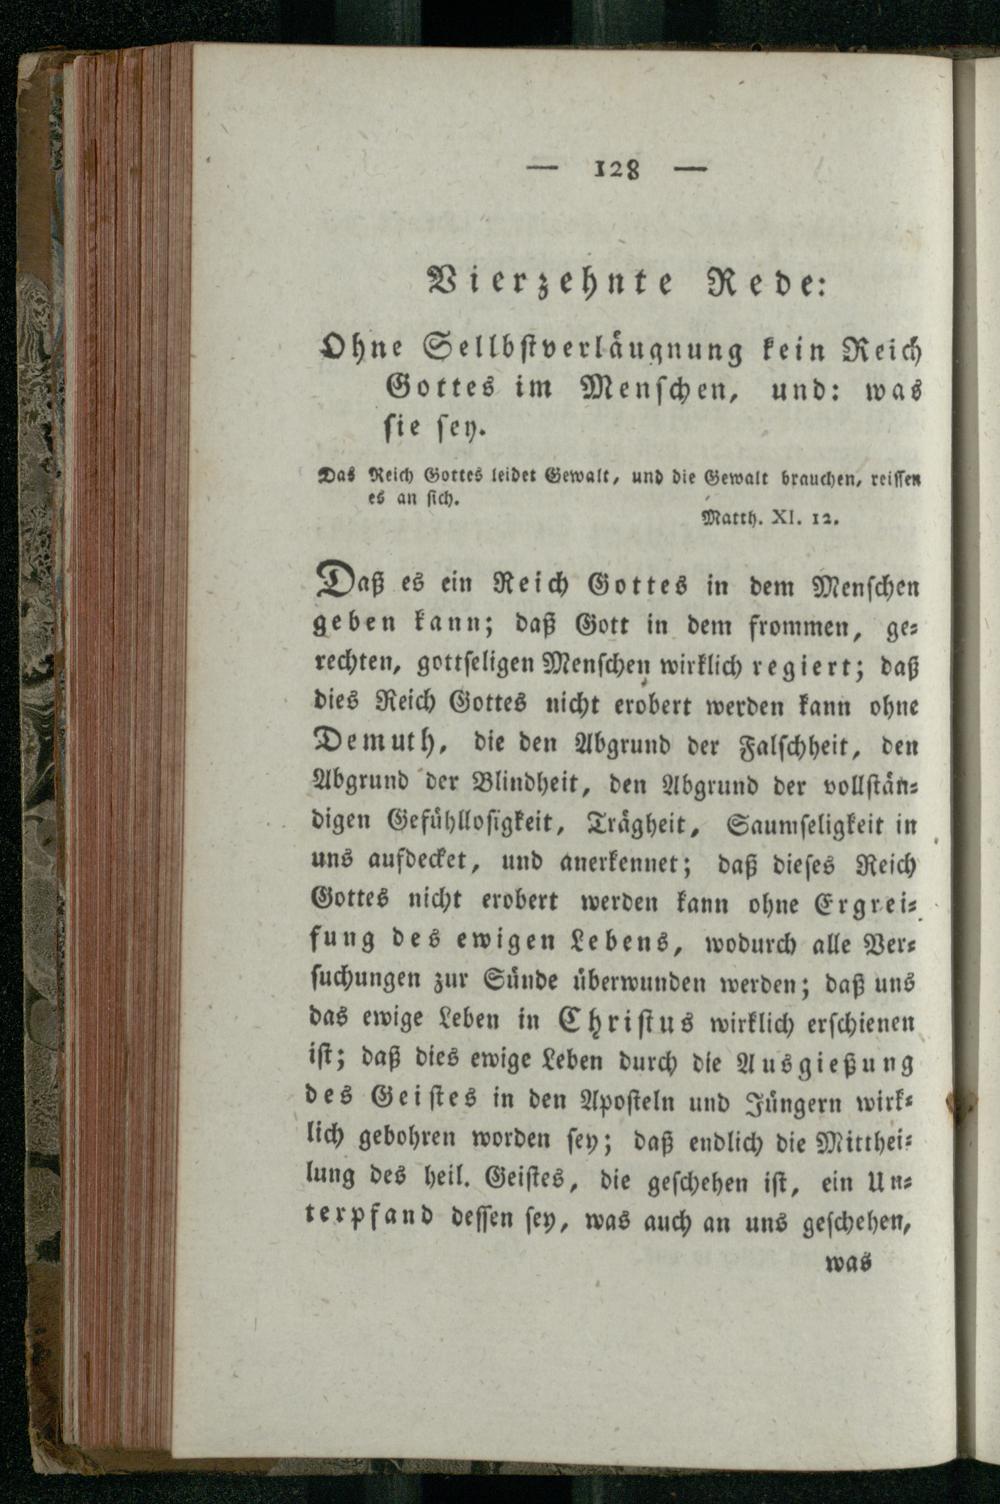 — 128 —
Vierzehnte Rede:
Ohne Sellbstverläugnung kein Reich
Gottes im Menschen, und: was
sie sey.
Das Reich Gottes leidet Gewalt, und die Gewalt brauchen, reissen
es an sich.
Matth. XI. 12.
Daß es ein Reich Gottes in dem Menschen
geben kann; daß Gott in dem frommen, ge-
rechten, gottseligen Menschen wirklich regiert; daß
dies Reich Gottes nicht erobert werden kann ohne
Demuth, die den Abgrund der Falschheit, den
Abgrund der Blindheit, den Abgrund der vollstän-
digen Gefühllosigkeit, Trägheit, Saumseligkeit in
uns aufdecket, und anerkennet; daß dieses Reich
Gottes nicht erobert werden kann ohne Ergrei-
fung des ewigen Lebens, wodurch alle Ver-
suchungen zur Sünde überwunden werden; daß uns
das ewige Leben in Christus wirklich erschienen
ist; daß dies ewige Leben durch die Ausgießung
des Geistes in den Aposteln und Jüngern wirk-
lich gebohren worden sey; daß endlich die Mitthei-
lung des heil. Geistes, die geschehen ist, ein Un-
terpfand dessen sey, was auch an uns geschehen,
was